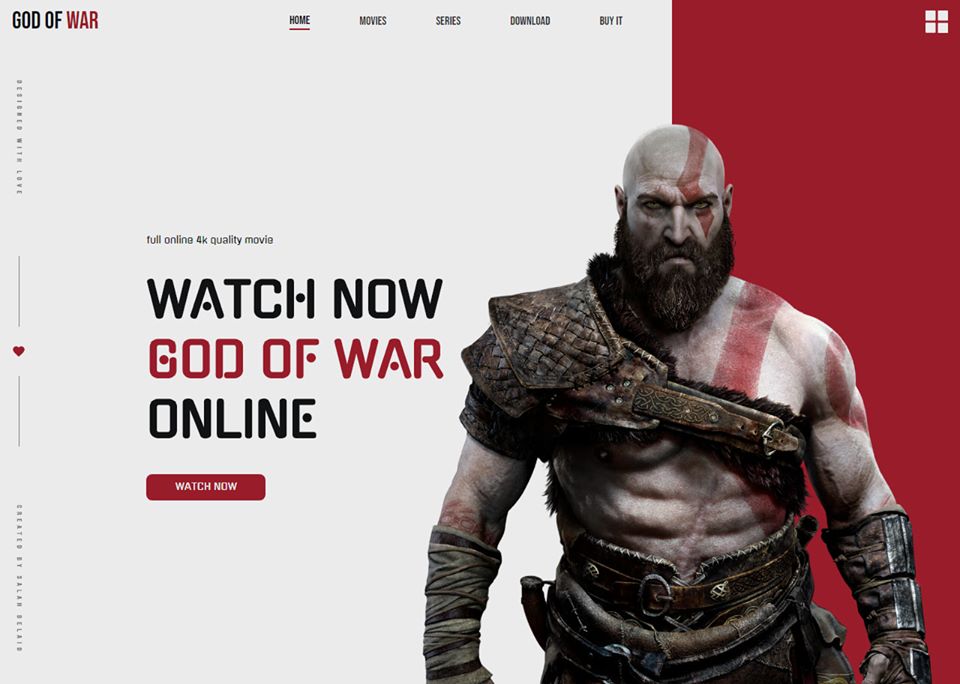 GOD OF WAR
HOME MOVIES SERIES DOWNLOAD BUY IT
DESIGNED WITH LOVE
full online 4k quality movie
WATCH NOW
GOD OF WAR
ONLINE
WATCH NOW
CREATED BY SALAH BELAID